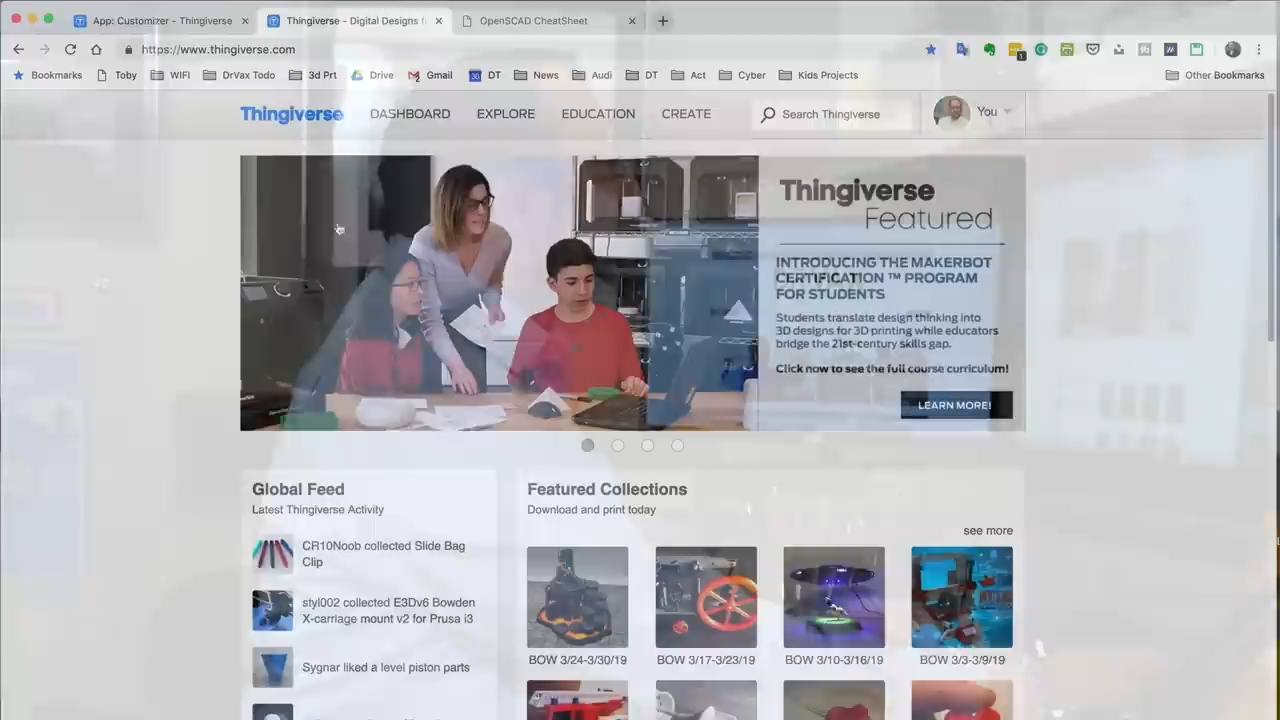 App: Customizer - Thingiverse
Thingiverse - Digital Designs f
OpenSCAD CheatSheet
https://www.thingiverse.com
Bookmarks
Toby
WIFI
DrVax Todo
3d Prt
Drive
Gmail
DT
News
Audi
DT
Act
Cyber
Kids Projects
Other Bookmarks
Thingiverse
DASHBOARD
EXPLORE
EDUCATION
CREATE
Search Thingiverse
You
Thingiverse
Featured
INTRODUCING THE MAKERBOT
CERTIFICATION ™ PROGRAM
FOR STUDENTS
Students translate design thinking into
3D designs for 3D printing while educators
bridge the 21st-century skills gap.
Click now to see the full course curriculum!
LEARN MORE!
Global Feed
Latest Thingiverse Activity
CR10Noob collected Slide Bag
Clip
styl002 collected E3Dv6 Bowden
X-carriage mount v2 for Prusa i3
Sygnar liked a level piston parts
Featured Collections
Download and print today
see more
BOW 3/24-3/30/19
BOW 3/17-3/23/19
BOW 3/10-3/16/19
BOW 3/3-3/9/19